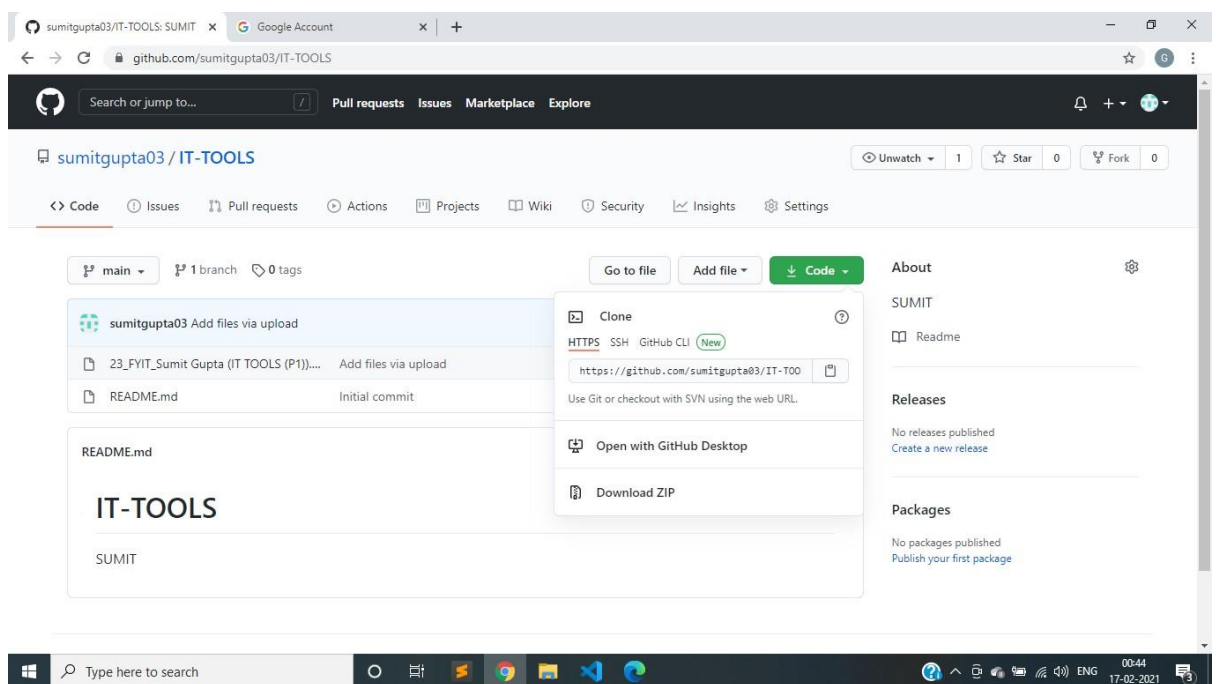 sumitgupta03/IT-TOOLS: SUMIT
Google Account
github.com/sumitgupta03/IT-TOOLS
G
Search or jump to... /
Pull requests Issues Marketplace Explore
sumitgupta03 / IT-TOOLS
Unwatch 1 Star 0 Fork 0
<> Code Issues Pull requests Actions Projects Wiki Security Insights Settings
main 1 branch 0 tags
Go to file Add file Code
sumitgupta03 Add files via upload
23_FYIT_Sumit Gupta (IT TOOLS (P1)).... Add files via upload
README.md Initial commit
Clone
HTTPS SSH GitHub CLI New
https://github.com/sumitgupta03/IT-TOO
Use Git or checkout with SVN using the web URL.
Open with GitHub Desktop
Download ZIP
README.md
IT-TOOLS
SUMIT
About
SUMIT
Readme
Releases
No releases published
Create a new release
Packages
No packages published
Publish your first package
Type here to search
ENG
00:44
17-02-2021
3